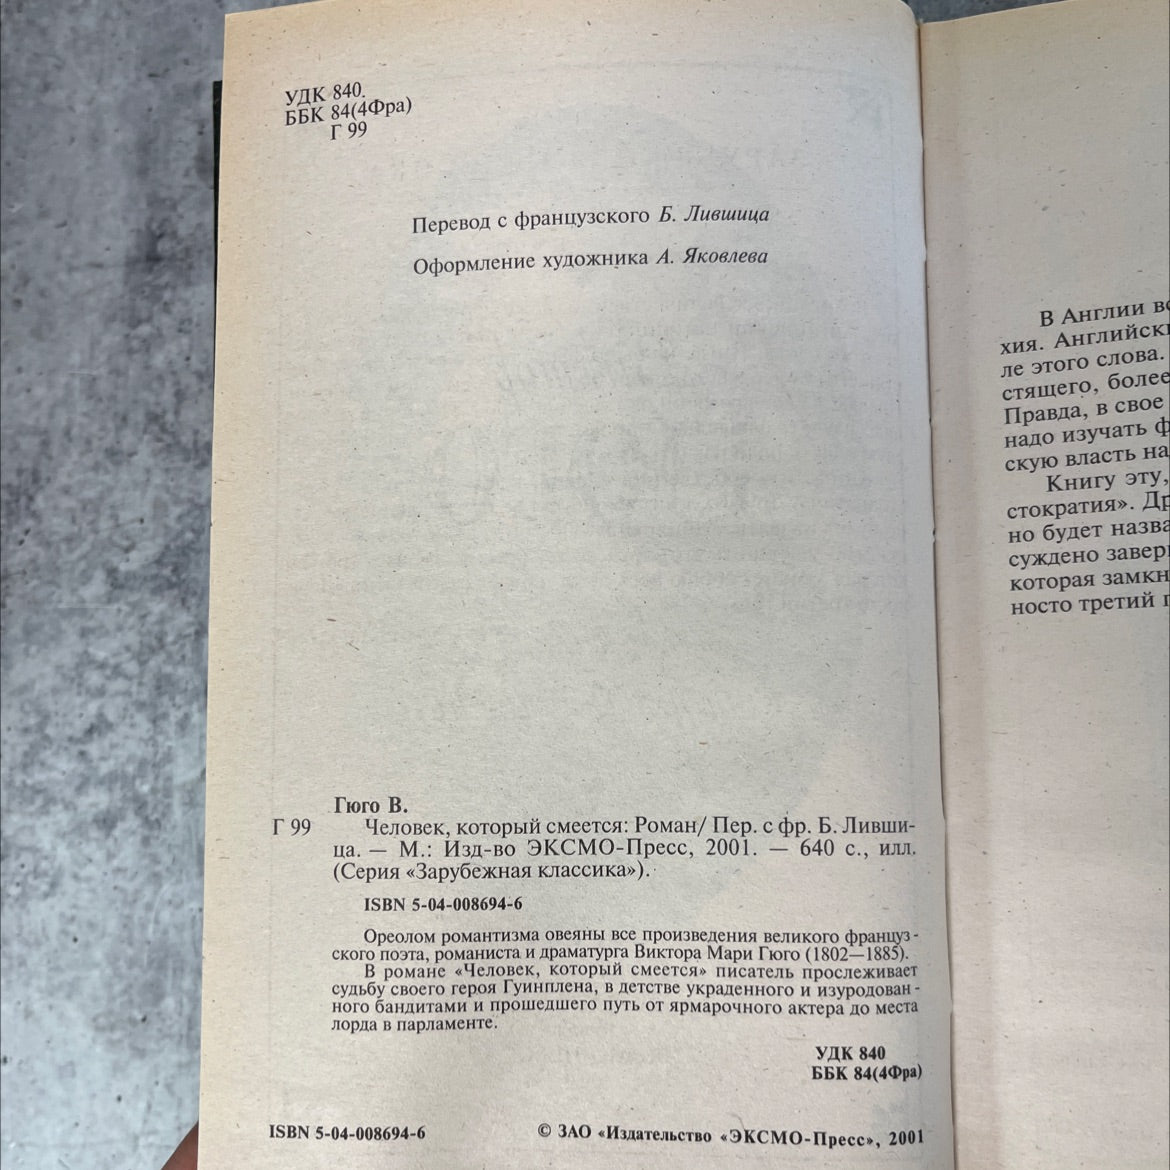 УДК 840.
ББК 84(4Фра)
Г 99
Перевод с французского Б. Лившица
Оформление художника А. Яковлева
Гюго В.
Г 99 Человек, который смеется: Роман/ Пер. с фр. Б. Ливши-
ца. — М.: Изд-во ЭКСМО-Пресс, 2001. — 640 с., илл.
(Серия «Зарубежная классика»).
ISBN 5-04-008694-6
Ореолом романтизма овеяны все произведения великого француз-
ского поэта, романиста и драматурга Виктора Мари Гюго (1802—1885).
В романе «Человек, который смеется» писатель прослеживает
судьбу своего героя Гуинплена, в детстве украденного и изуродован-
ного бандитами и прошедшего путь от ярмарочного актера до места
лорда в парламенте.
УДК 840
ББК 84(4Фра)
ISBN 5-04-008694-6 © ЗАО «Издательство «ЭКСМО-Пресс», 2001
В Англии
хия. Английск
ле этого слова.
стящего, более
Правда, в свое
надо изучать ф
скую власть на
Книгу эту,
стократия». Др
но будет назва
суждено завер
которая замкн
носто третий г